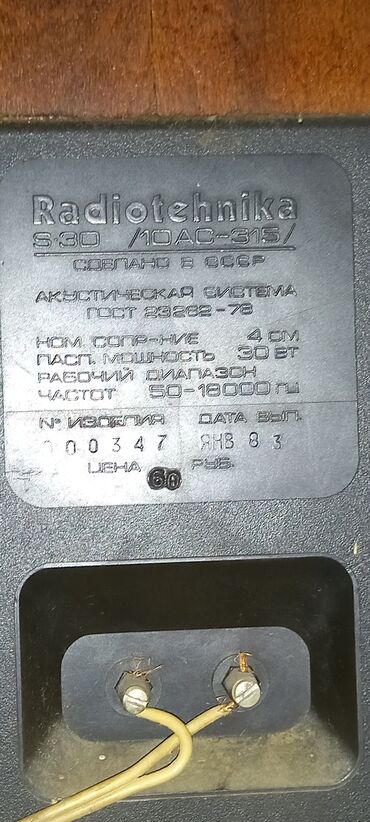 Radiotehnika
S-30 /10АС-315/
СДЕЛАНО В СССР
АКУСТИЧЕСКАЯ СИСТЕМА
ГОСТ 23262-78
НОМ. СОПР-НИЕ 4 ОМ
ПАСП. МОЩНОСТЬ 30 ВТ
РАБОЧИЙ ДИАПАЗОН
ЧАСТОТ 50-18000 ГЦ
№ ИЗДЕЛИЯ ДАТА ВЫП.
000347 ЯНВ 83
ЦЕНА 60 РУБ.